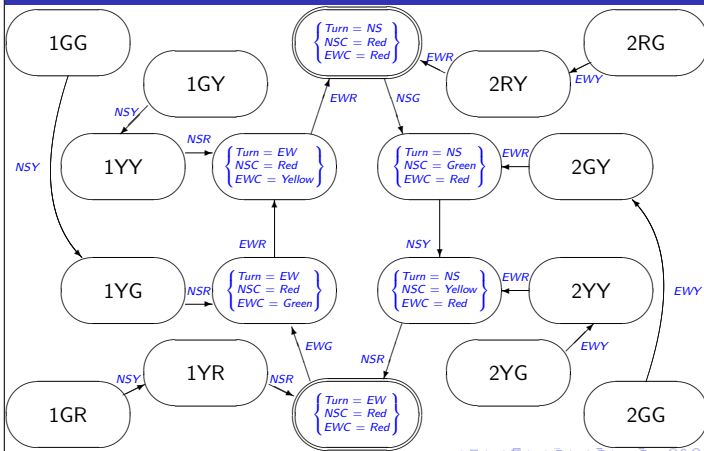 1GG
{Turn = NS
NSC = Red
EWC = Red}
2RG
EWR
2RY
EWY
1GY
NSY
EWR
NSG
1YY
NSR
{Turn = EW
NSC = Red
EWC = Yellow}
{Turn = NS
NSC = Green
EWC = Red}
EWR
2GY
NSY
EWR
NSY
1YG
NSR
{Turn = EW
NSC = Red
EWC = Green}
{Turn = NS
NSC = Yellow
EWC = Red}
EWR
2YY
EWY
EWG
NSR
EWY
1GR
NSY
1YR
NSR
{Turn = EW
NSC = Red
EWC = Red}
2YG
2GG